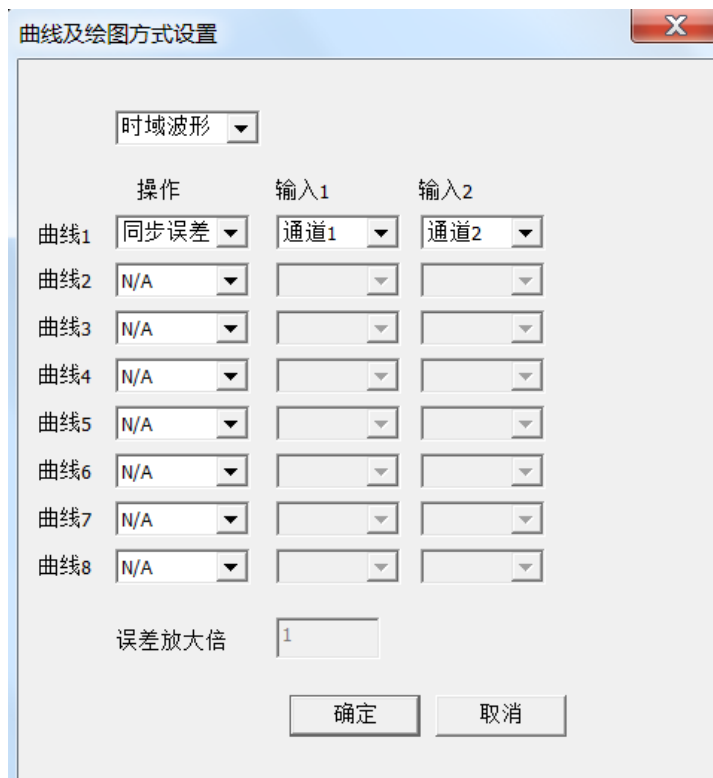 曲线及绘图方式设置
时域波形
操作 输入1 输入2
曲线1 同步误差 通道1 通道2
曲线2 N/A
曲线3 N/A
曲线4 N/A
曲线5 N/A
曲线6 N/A
曲线7 N/A
曲线8 N/A
误差放大倍 1
确定 取消